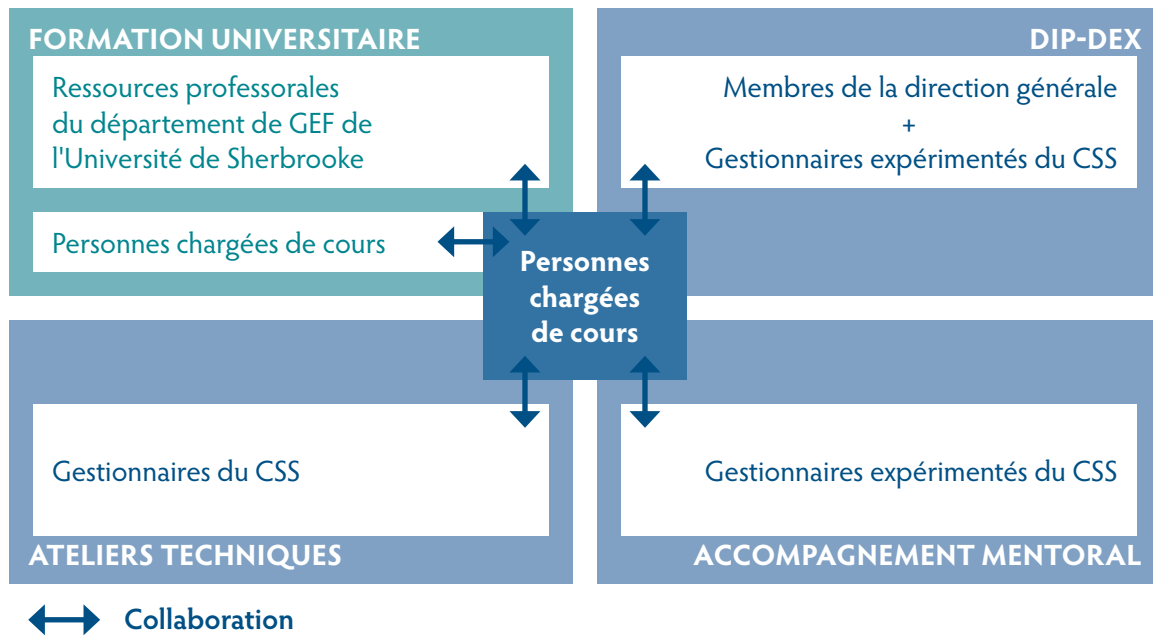 FORMATION UNIVERSITAIRE
Ressources professorales
du département de GEF de
l'Université de Sherbrooke
Personnes chargées de cours
DIP-DEX
Membres de la direction générale
+
Gestionnaires expérimentés du CSS
Personnes
chargées
de cours
Gestionnaires du CSS
ATELIERS TECHNIQUES
Gestionnaires expérimentés du CSS
ACCOMPAGNEMENT MENTORAL
Collaboration